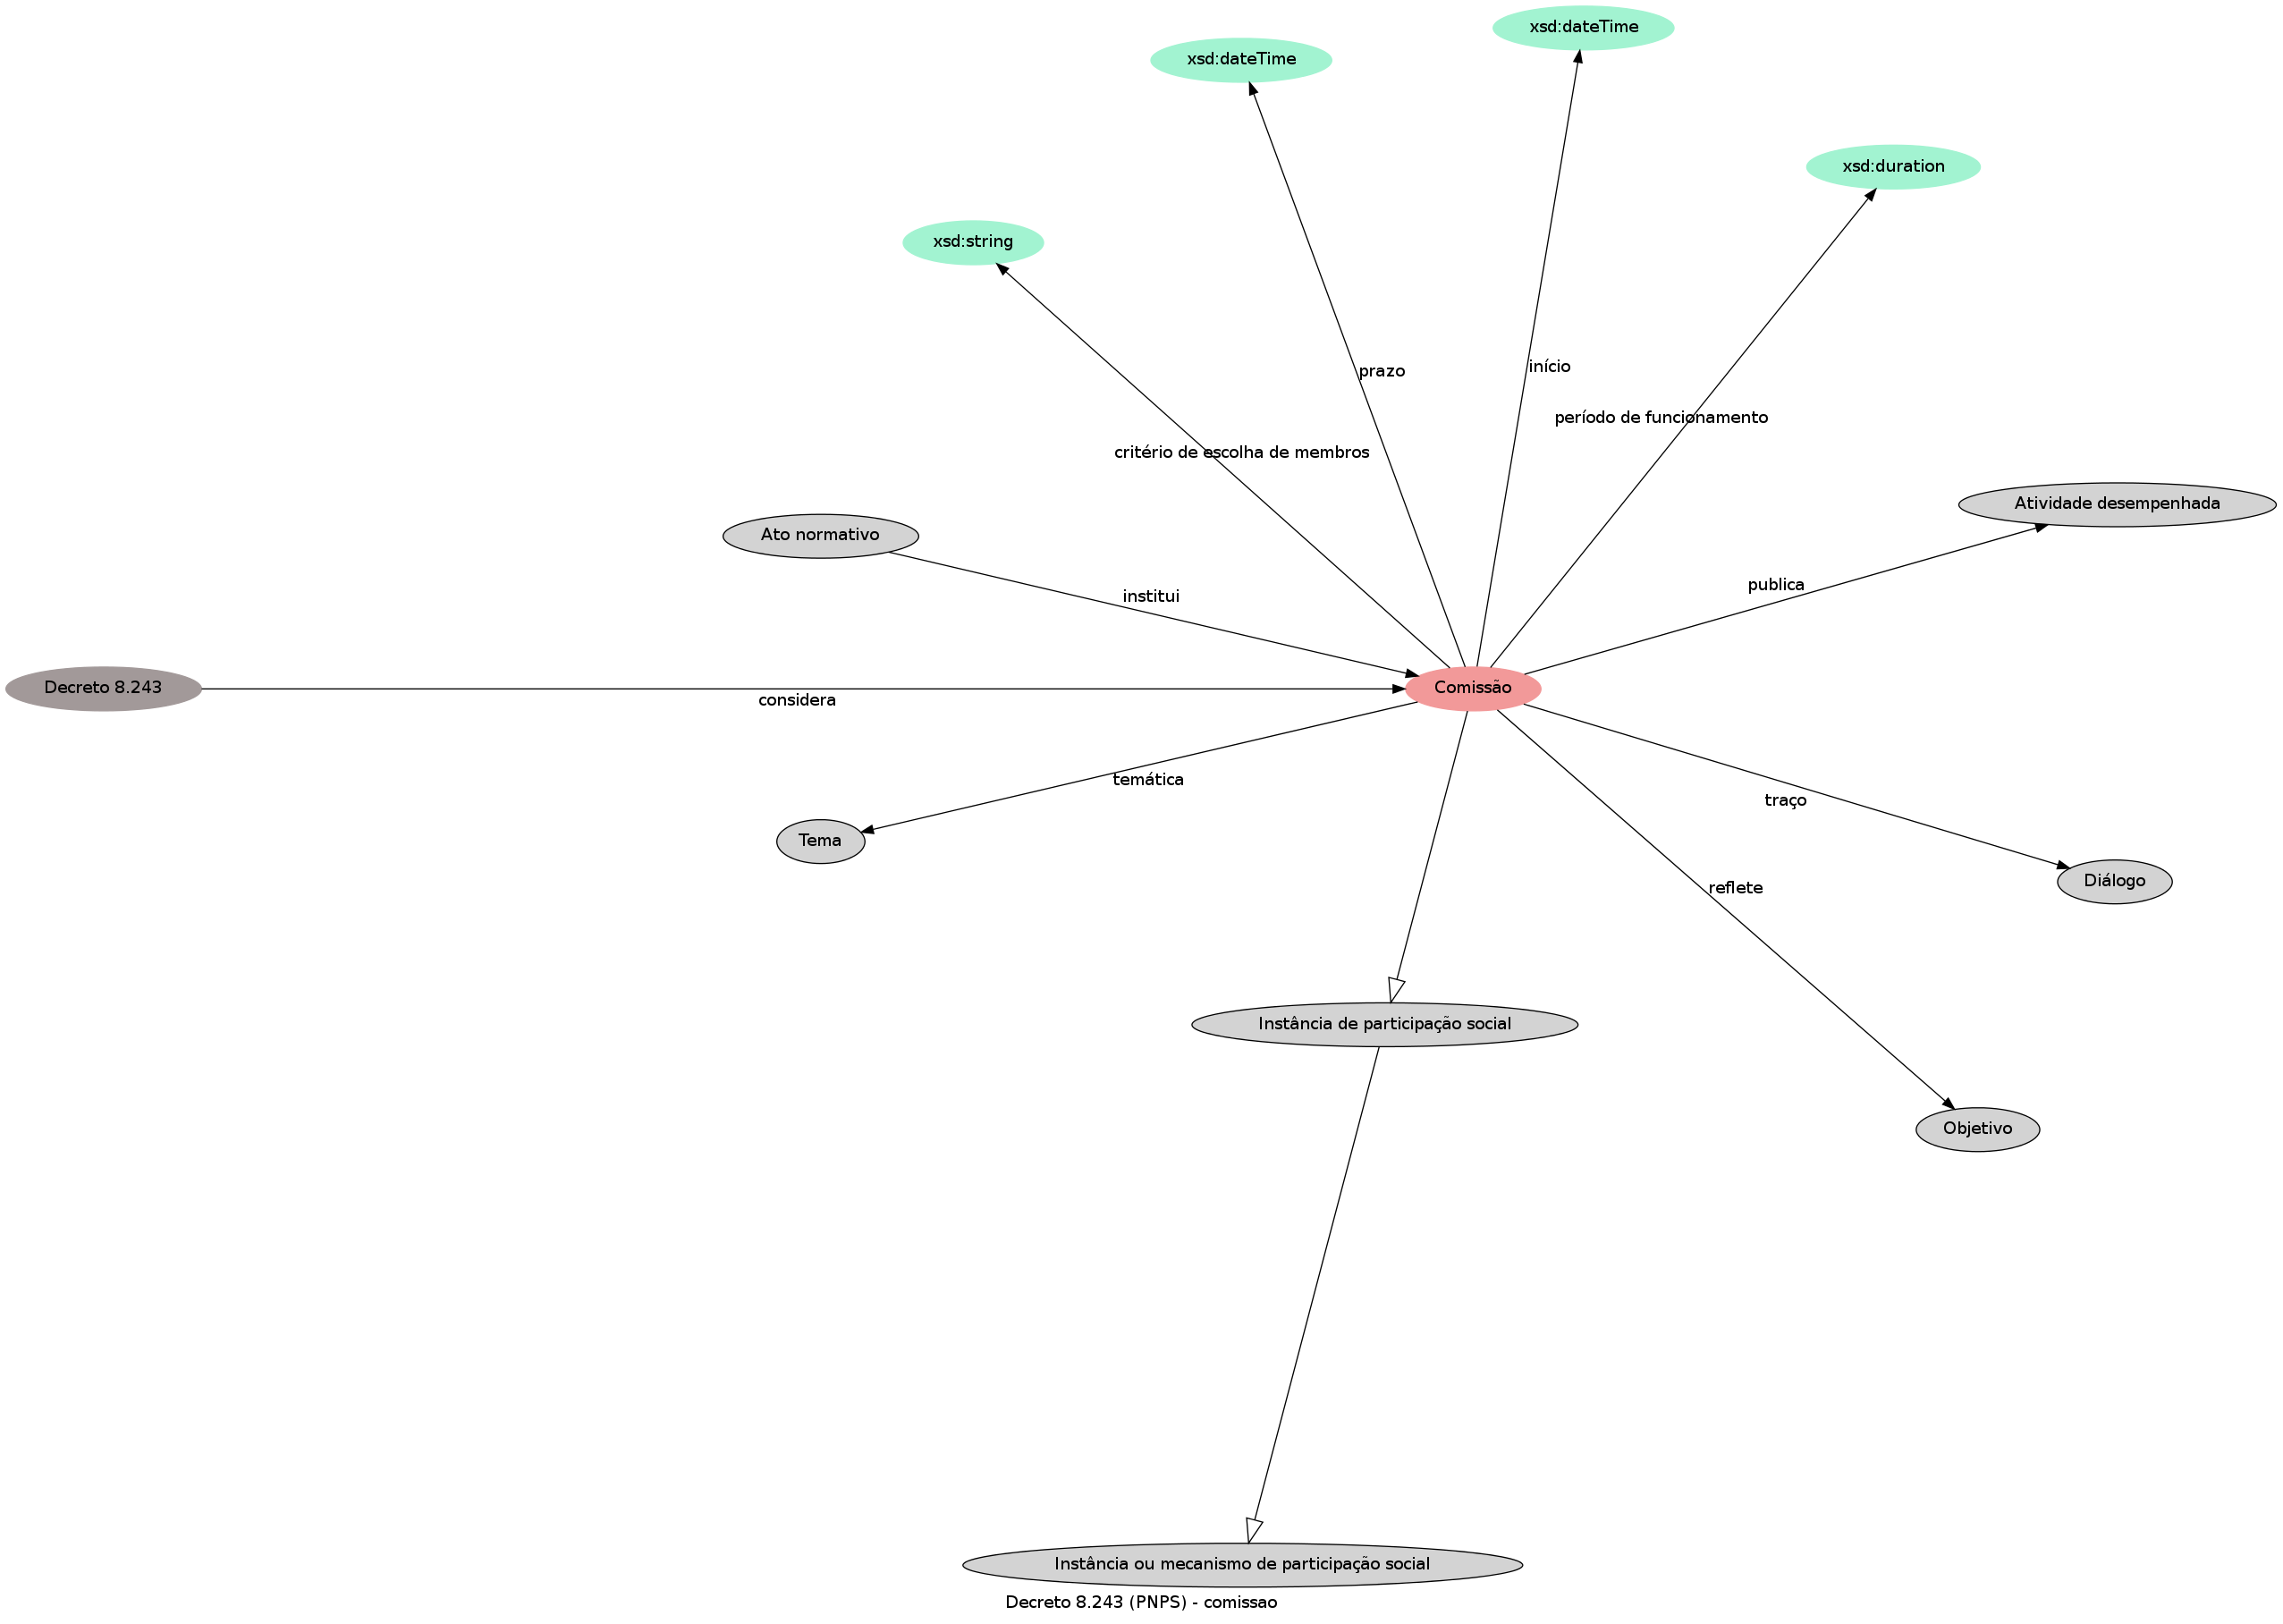 xsd:dateTime
xsd:dateTime
xsd:duration
xsd:string
início
prazo
período de funcionamento
critério de escolha de membros
Atividade desempenhada
Ato normativo
publica
institui
Decreto 8.243
Comissão
considera
temática
traço
Tema
Diálogo
reflete
Instância de participação social
Objetivo
Instância ou mecanismo de participação social
Decreto 8.243 (PNPS) - comissao